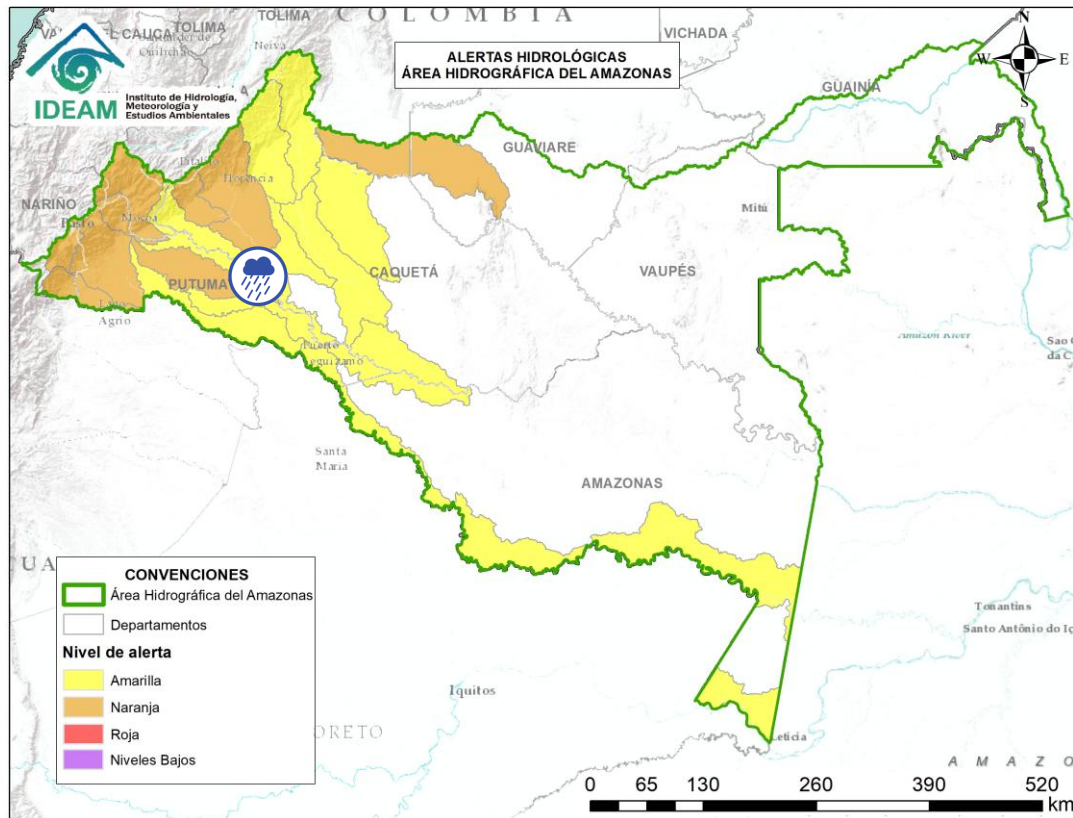 COLOMBIA
TOLIMA
TOLIMA
Neiva
VICHADA
IDEAM
Instituto de Hidrología,
Meteorología y
Estudios Ambientales
ALERTAS HIDROLÓGICAS
ÁREA HIDROGRÁFICA DEL AMAZONAS
N
W
E
S
GUAINÍA
GUAVIARE
NARIÑO
Pasto
Mocoa
Florencia
Mitú
VAUPÉS
CAQUETÁ
PUTUMA
Lago
Agrio
Puerto
Leguízamo
Amazon River
Santa
Maria
AMAZONAS
CONVENCIONES
Área Hidrográfica del Amazonas
Departamentos
Nivel de alerta
Amarilla
Naranja
Roja
Niveles Bajos
Tonantins
Santo Antônio do Iç
Iquitos
ORETO
Leticia
AMAZO
0 65 130 260 390 520
km